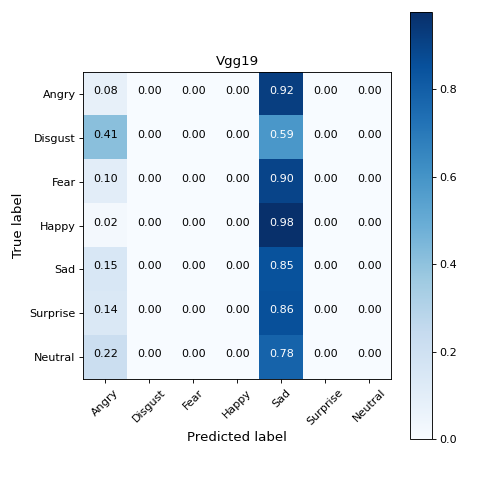 Vgg19
Angry 0.08 0.00 0.00 0.00 0.92 0.00 0.00
Disgust 0.41 0.00 0.00 0.00 0.59 0.00 0.00
Fear 0.10 0.00 0.00 0.00 0.90 0.00 0.00
Happy 0.02 0.00 0.00 0.00 0.98 0.00 0.00
Sad 0.15 0.00 0.00 0.00 0.85 0.00 0.00
Surprise 0.14 0.00 0.00 0.00 0.86 0.00 0.00
Neutral 0.22 0.00 0.00 0.00 0.78 0.00 0.00
True label
Angry Disgust Fear Happy Sad Surprise Neutral
Predicted label
0.8
0.6
0.4
0.2
0.0